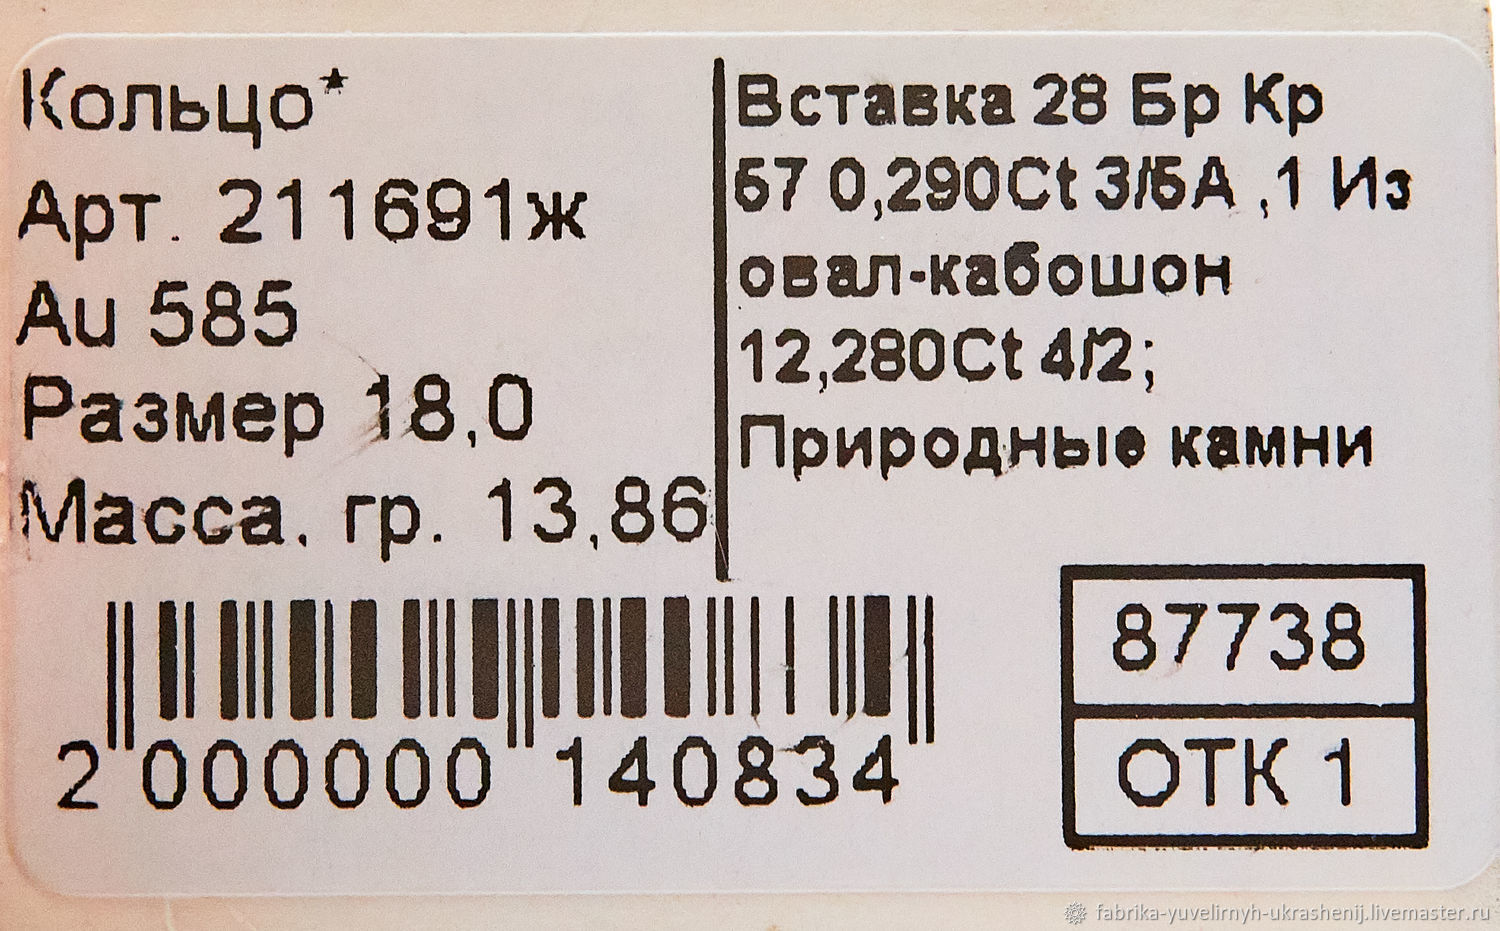 Кольцо*
Арт. 211691ж
Au 585
Размер 18,0
Масса, гр. 13,86
Вставка 28 Бр Кр
57 0,290Ct 3/5А ,1 Из
овал-кабошон
12,280Ct 4/2;
Природные камни
2 000000 140834
87738
ОТК 1
fabrika-yuvelirnyh-ukrashenij.livemaster.ru